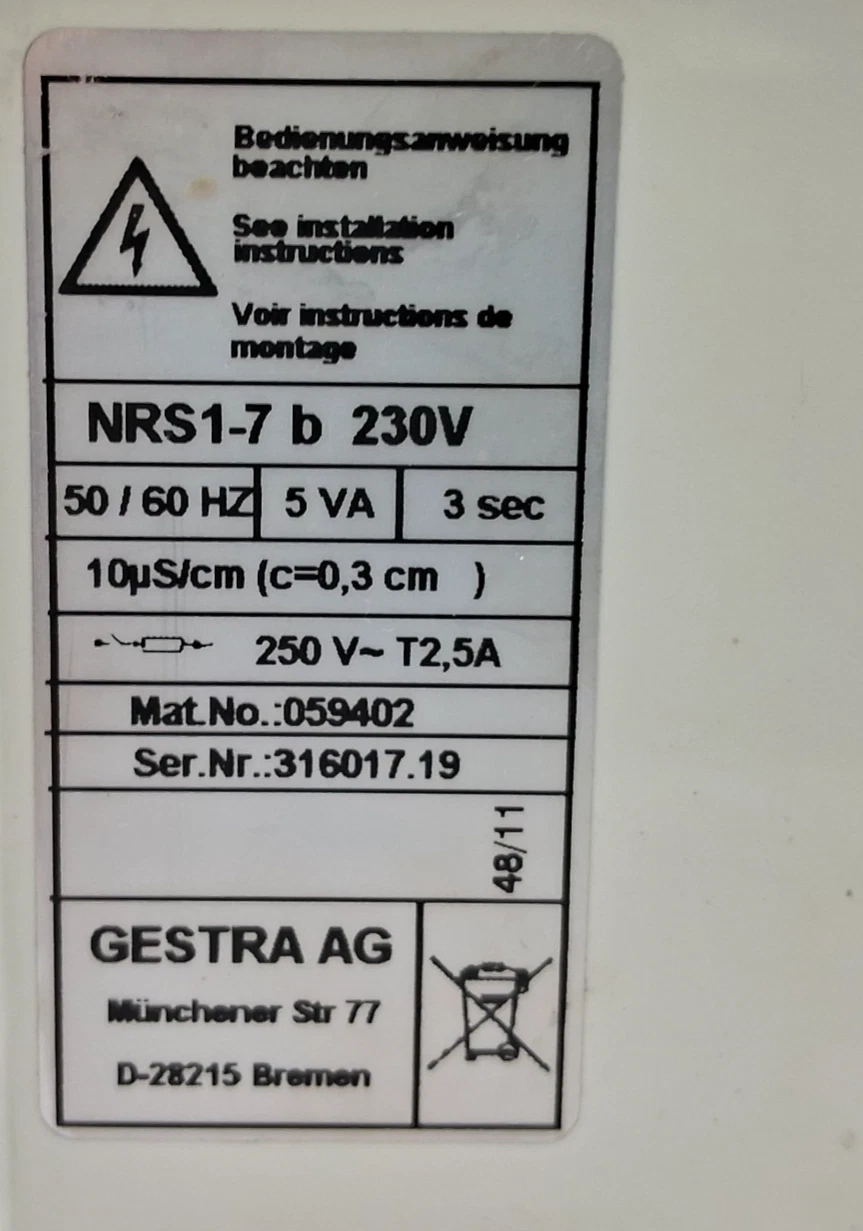 Bedienungsanweisung
beachten
See installation
instructions
Voir instructions de
montage
NRS1-7 b 230V
50 / 60 HZ 5 VA 3 sec
10µS/cm (c=0,3 cm )
250 V~ T2,5A
Mat.No.:059402
Ser.Nr.:316017.19
48/11
GESTRA AG
Münchener Str 77
D-28215 Bremen